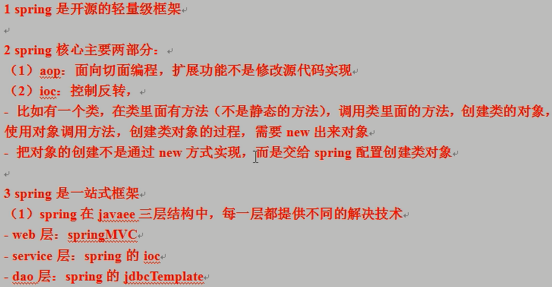 1 spring 是开源的轻量级框架
2 spring 核心主要两部分：
（1）aop：面向切面编程，扩展功能不是修改源代码实现
（2）ioc：控制反转，
- 比如有一个类，在类里面有方法（不是静态的方法），调用类里面的方法，创建类的对象，
使用对象调用方法，创建类对象的过程，需要 new 出来对象
- 把对象的创建不是通过 new 方式实现，而是交给 spring 配置创建类对象
3 spring 是一站式框架
（1）spring 在 javaee 三层结构中，每一层都提供不同的解决技术
- web 层：springMVC
- service 层：spring 的 ioc
- dao 层：spring 的 jdbcTemplate